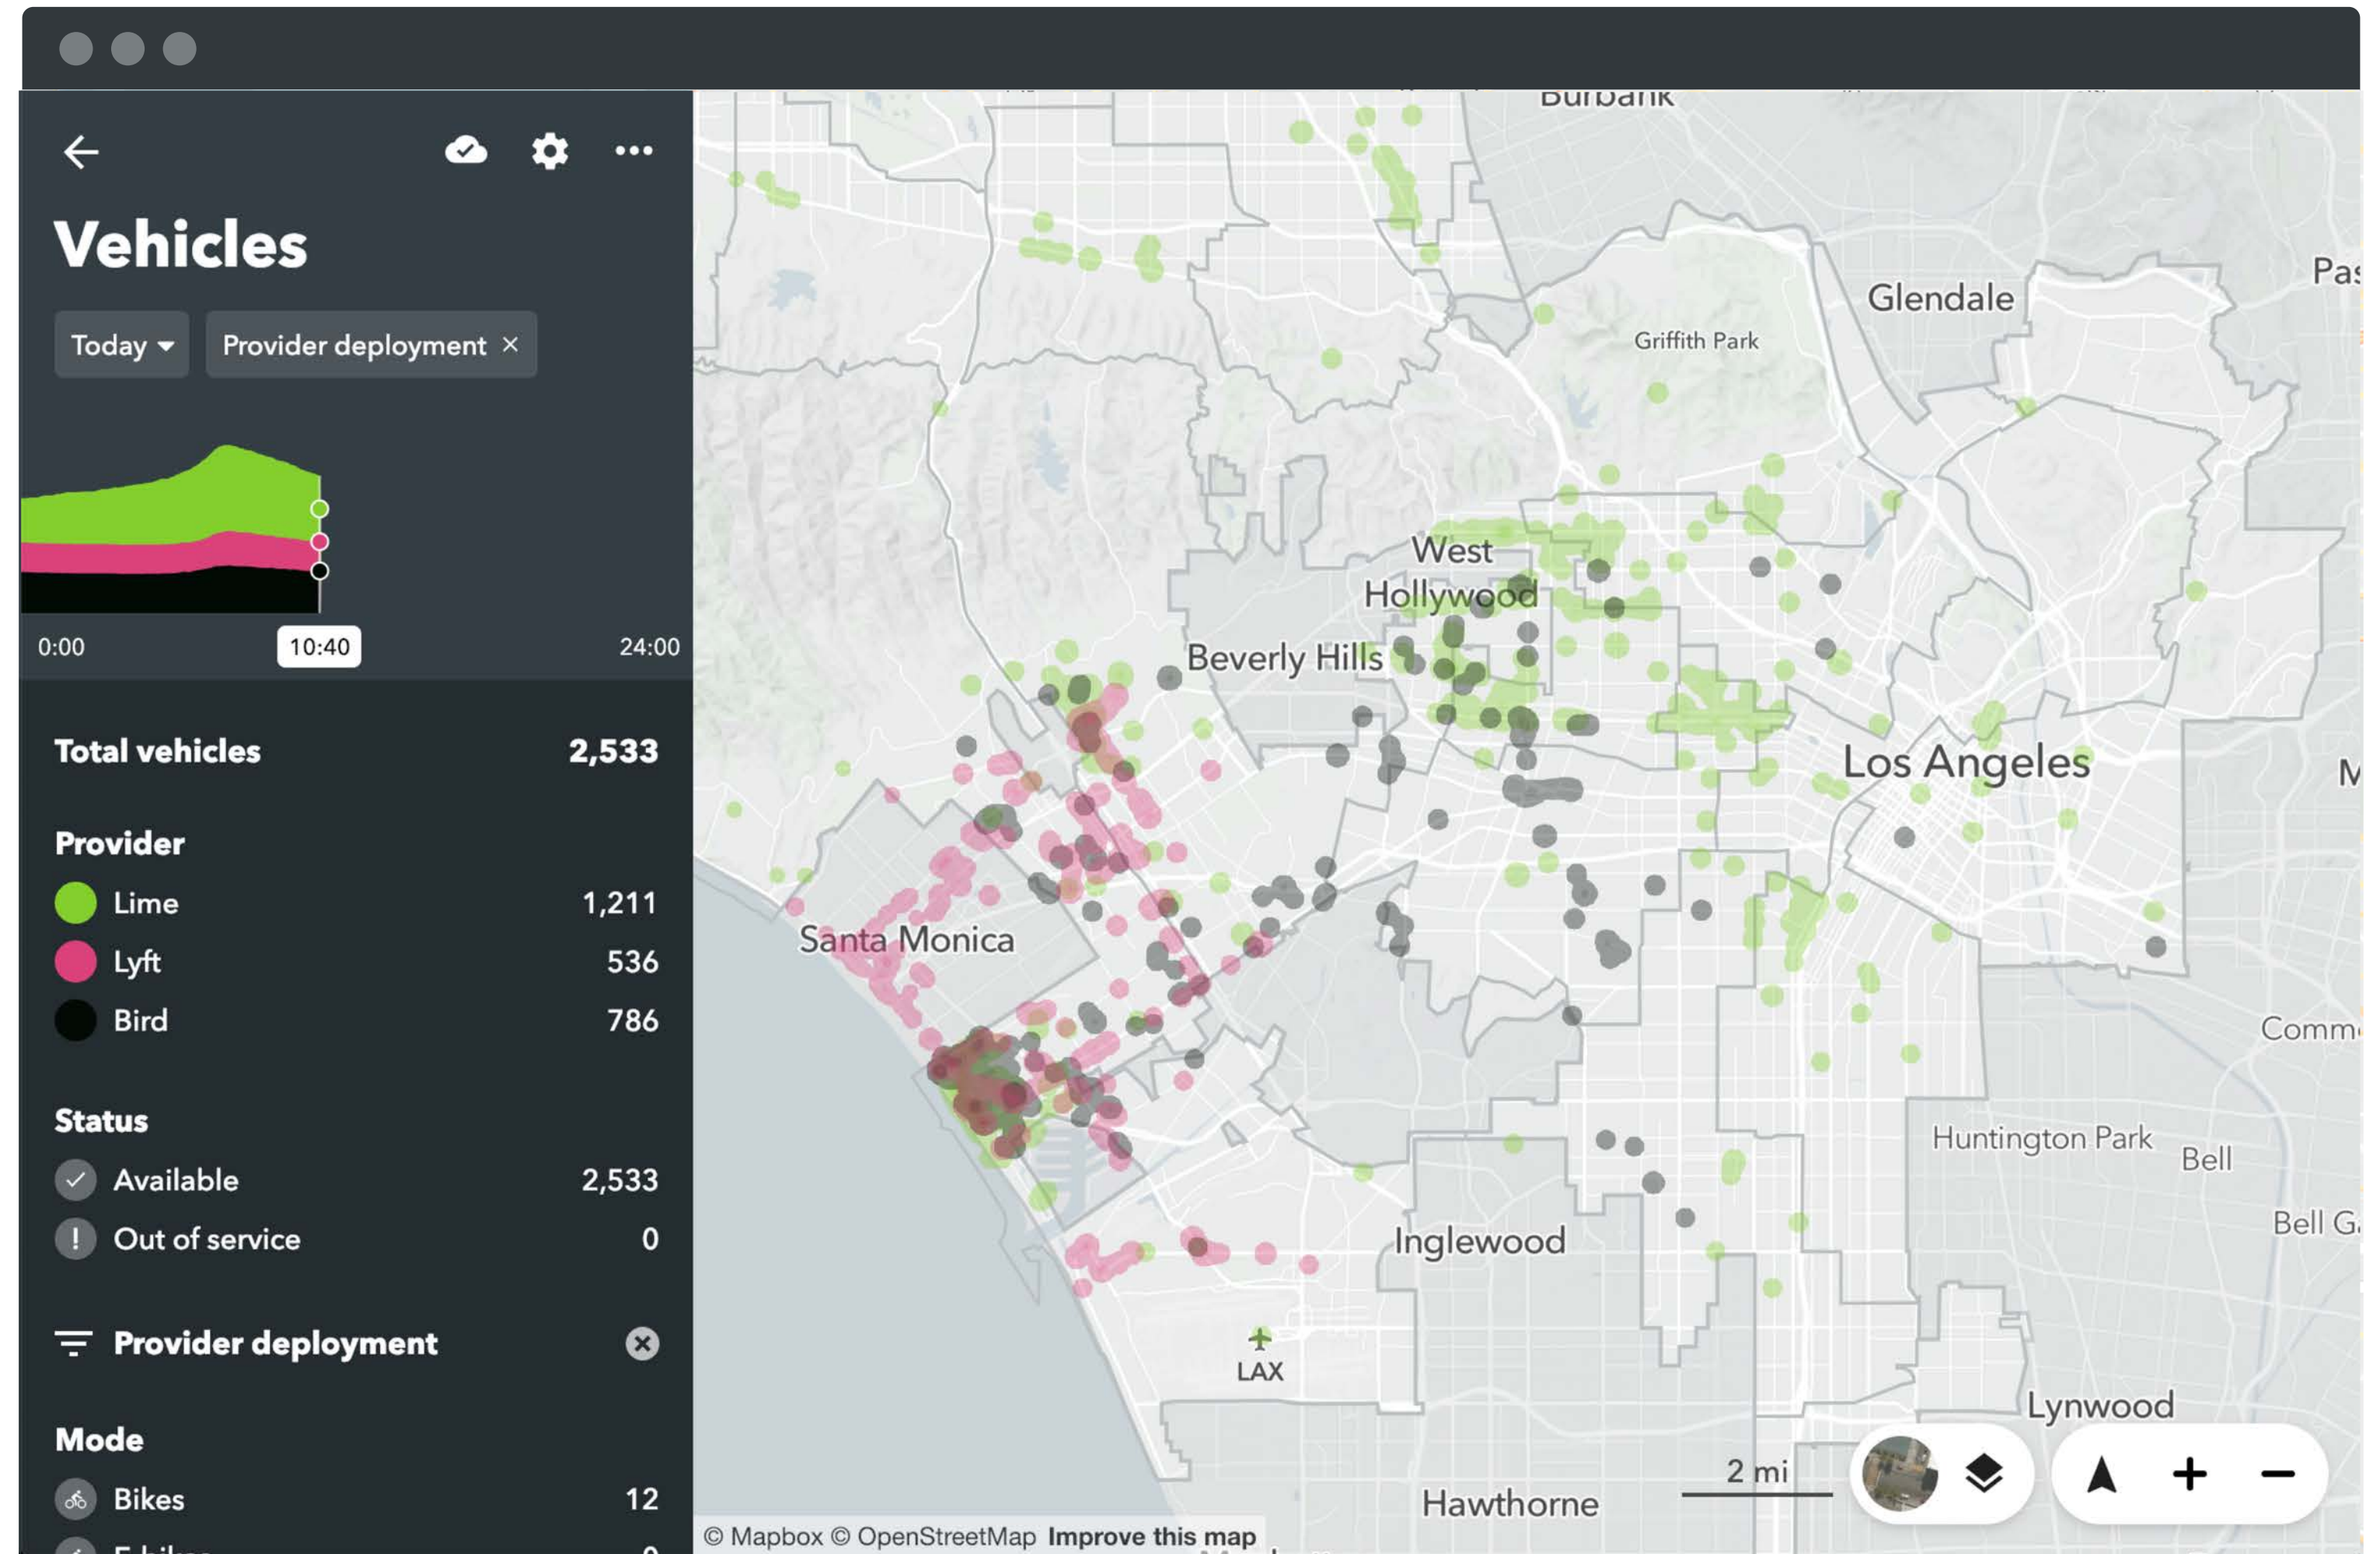 Vehicles
Today
Provider deployment ×
0:00
10:40
24:00
Total vehicles 2,533
Provider
Lime 1,211
Lyft 536
Bird 786
Status
Available 2,533
Out of service 0
Provider deployment
Mode
Bikes 12
Burbank
Glendale
Griffith Park
West
Hollywood
Beverly Hills
Los Angeles
Santa Monica
Huntington Park
Bell
Inglewood
LAX
Lynwood
2 mi
Hawthorne
© Mapbox © OpenStreetMap Improve this map